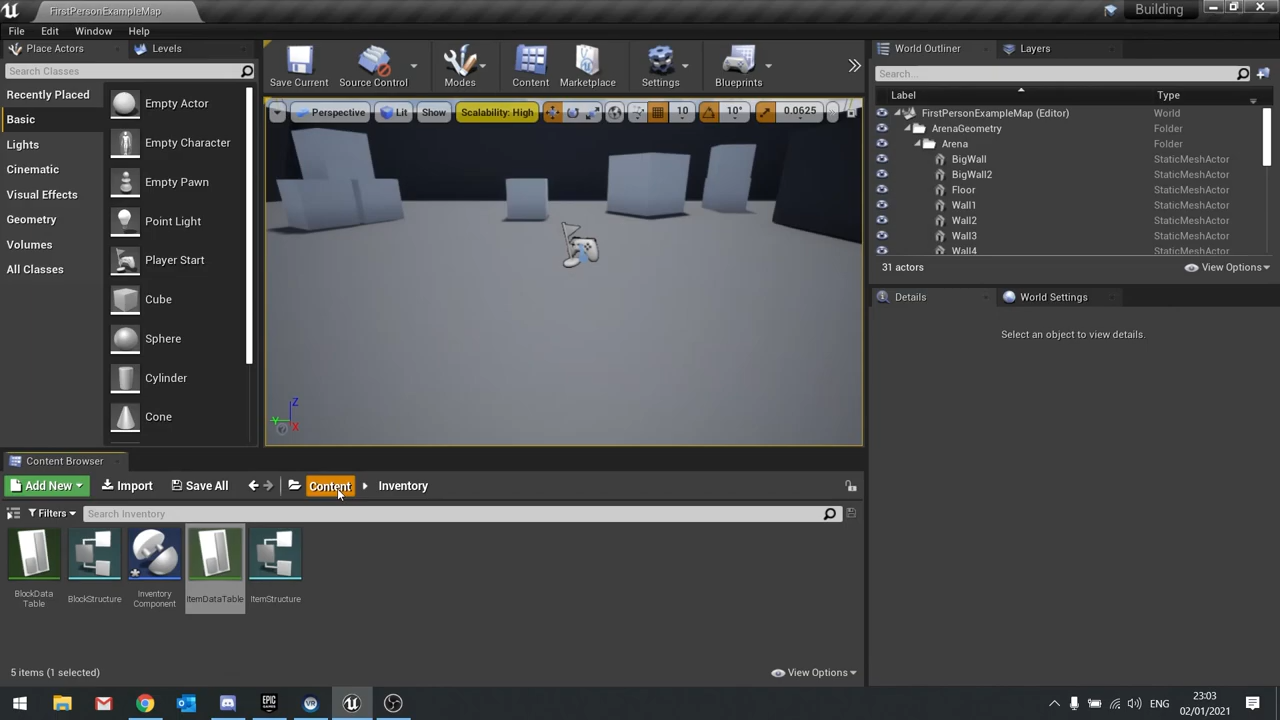 FirstPersonExampleMap
Building
File Edit Window Help
Place Actors
Levels
Search Classes
Recently Placed
Basic
Lights
Cinematic
Visual Effects
Geometry
Volumes
All Classes
Empty Actor
Empty Character
Empty Pawn
Point Light
Player Start
Cube
Sphere
Cylinder
Cone
Save Current
Source Control
Modes
Content
Marketplace
Settings
Blueprints
Perspective
Lit
Show
Scalability: High
10
10°
0.0625
Z
Y
X
World Outliner
Layers
Search...
Label
Type
FirstPersonExampleMap (Editor) World
ArenaGeometry Folder
Arena Folder
BigWall StaticMeshActor
BigWall2 StaticMeshActor
Floor StaticMeshActor
Wall1 StaticMeshActor
Wall2 StaticMeshActor
Wall3 StaticMeshActor
Wall4 StaticMeshActor
31 actors
View Options
Details
World Settings
Select an object to view details.
Content Browser
Add New
Import
Save All
Content
Inventory
Filters
Search Inventory
BlockData
Table
BlockStructure
Inventory
Component
ItemDataTable
ItemStructure
5 items (1 selected)
View Options
EPIC
GAMES
ENG
23:03
02/01/2021